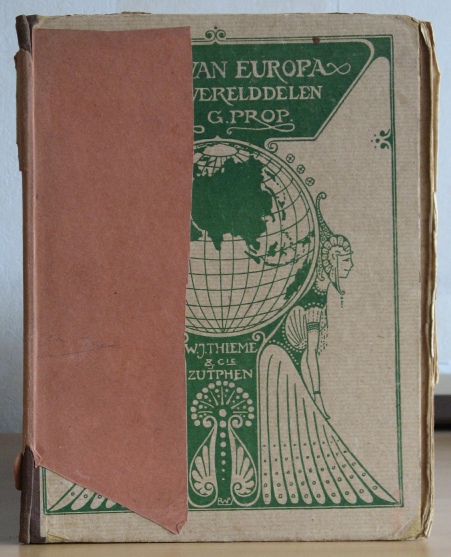 VAN EUROPA
WERELDDELEN
G. PROP.
W.J. THIEME
& CIE
ZUTPHEN